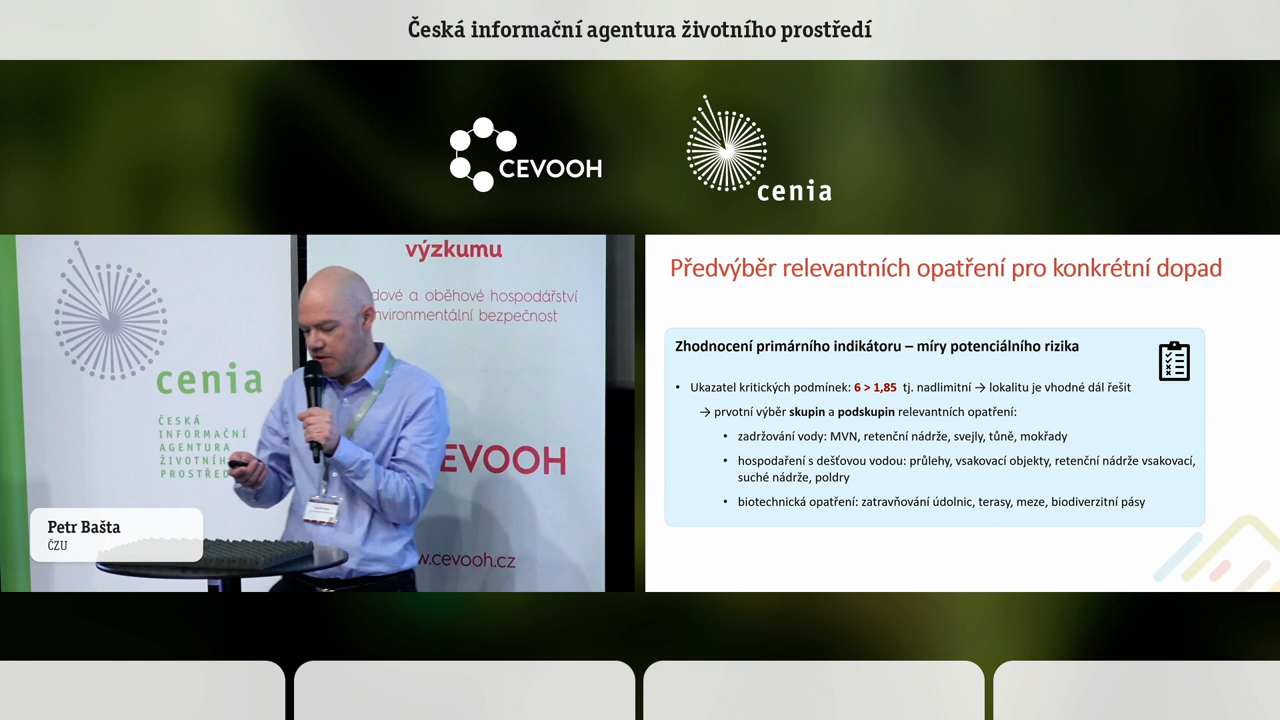 Česká informační agentura životního prostředí
CEVOOH
cenia
výzkumu
dové a oběhové hospodářství
nvironmentální bezpečnost
cenia
ČESKÁ
INFORMAČNÍ
AGENTURA
ŽIVOTNÍH
PROSTŘED
EVOOH
w.cevooh.cz
Petr Bašta
ČZU
Předvýběr relevantních opatření pro konkrétní dopad
Zhodnocení primárního indikátoru – míry potenciálního rizika
• Ukazatel kritických podmínek: 6 > 1,85 tj. nadlimitní → lokalitu je vhodné dál řešit
→ prvotní výběr skupin a podskupin relevantních opatření:
• zadržování vody: MVN, retenční nádrže, svejly, tůně, mokřady
• hospodaření s dešťovou vodou: průlehy, vsakovací objekty, retenční nádrže vsakovací,
suché nádrže, poldry
• biotechnická opatření: zatravňování údolnic, terasy, meze, biodiverzitní pásy